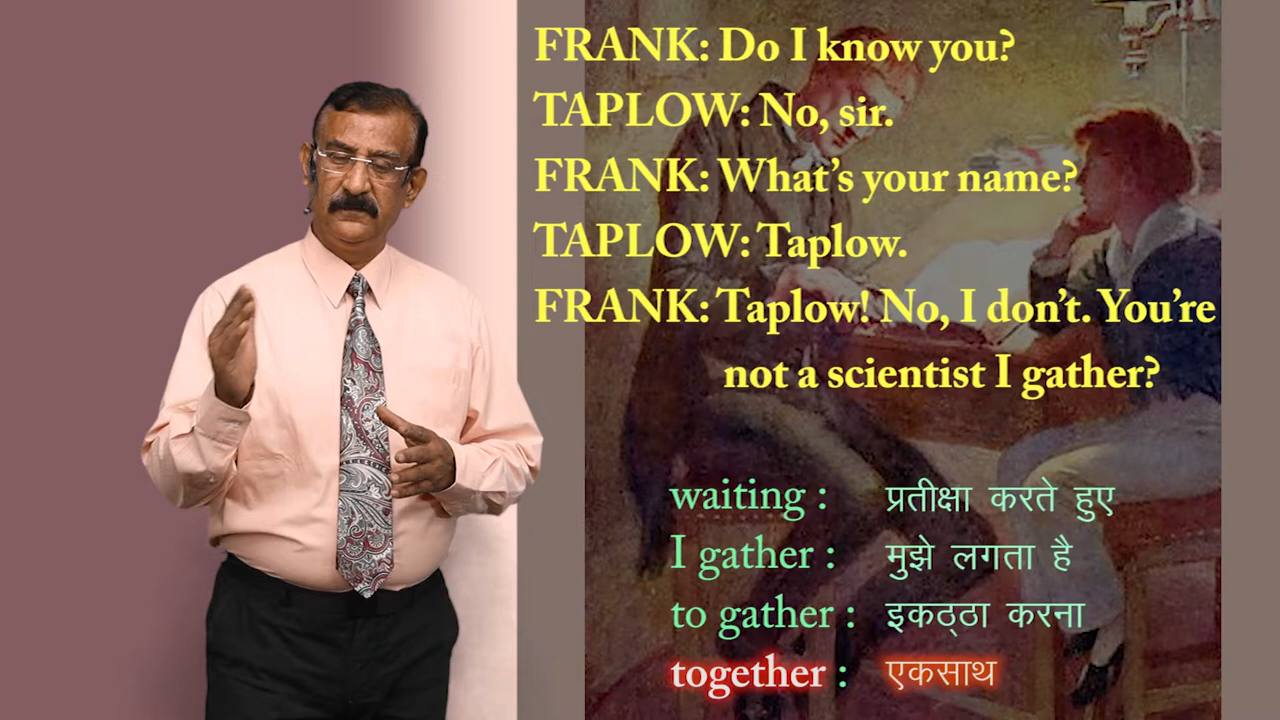 FRANK: Do I know you?
TAPLOW: No, sir.
FRANK: What’s your name?
TAPLOW: Taplow.
FRANK: Taplow! No, I don’t. You’re
not a scientist I gather?
waiting : प्रतीक्षा करते हुए
I gather : मुझे लगता है
to gather : इकठ्ठा करना
together : एकसाथ